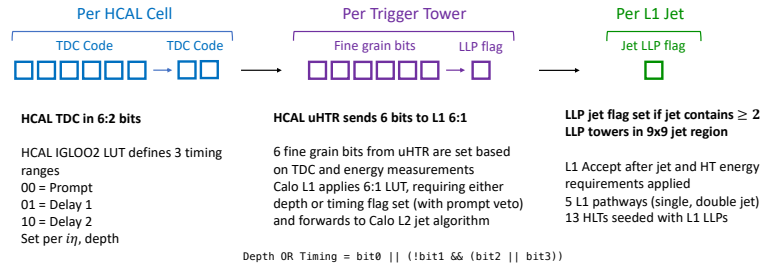 Per HCAL Cell
TDC Code
TDC Code
HCAL TDC in 6:2 bits
HCAL IGLOO2 LUT defines 3 timing
ranges
00 = Prompt
01 = Delay 1
10 = Delay 2
Set per iη, depth
Per Trigger Tower
Fine grain bits
LLP flag
HCAL uHTR sends 6 bits to L1 6:1
6 fine grain bits from uHTR are set based
on TDC and energy measurements
Calo L1 applies 6:1 LUT, requiring either
depth or timing flag set (with prompt veto)
and forwards to Calo L2 jet algorithm
Per L1 Jet
Jet LLP flag
LLP jet flag set if jet contains ≥ 2
LLP towers in 9x9 jet region
L1 Accept after jet and HT energy
requirements applied
5 L1 pathways (single, double jet)
13 HLTs seeded with L1 LLPs
Depth OR Timing = bit0 || (!bit1 && (bit2 || bit3))